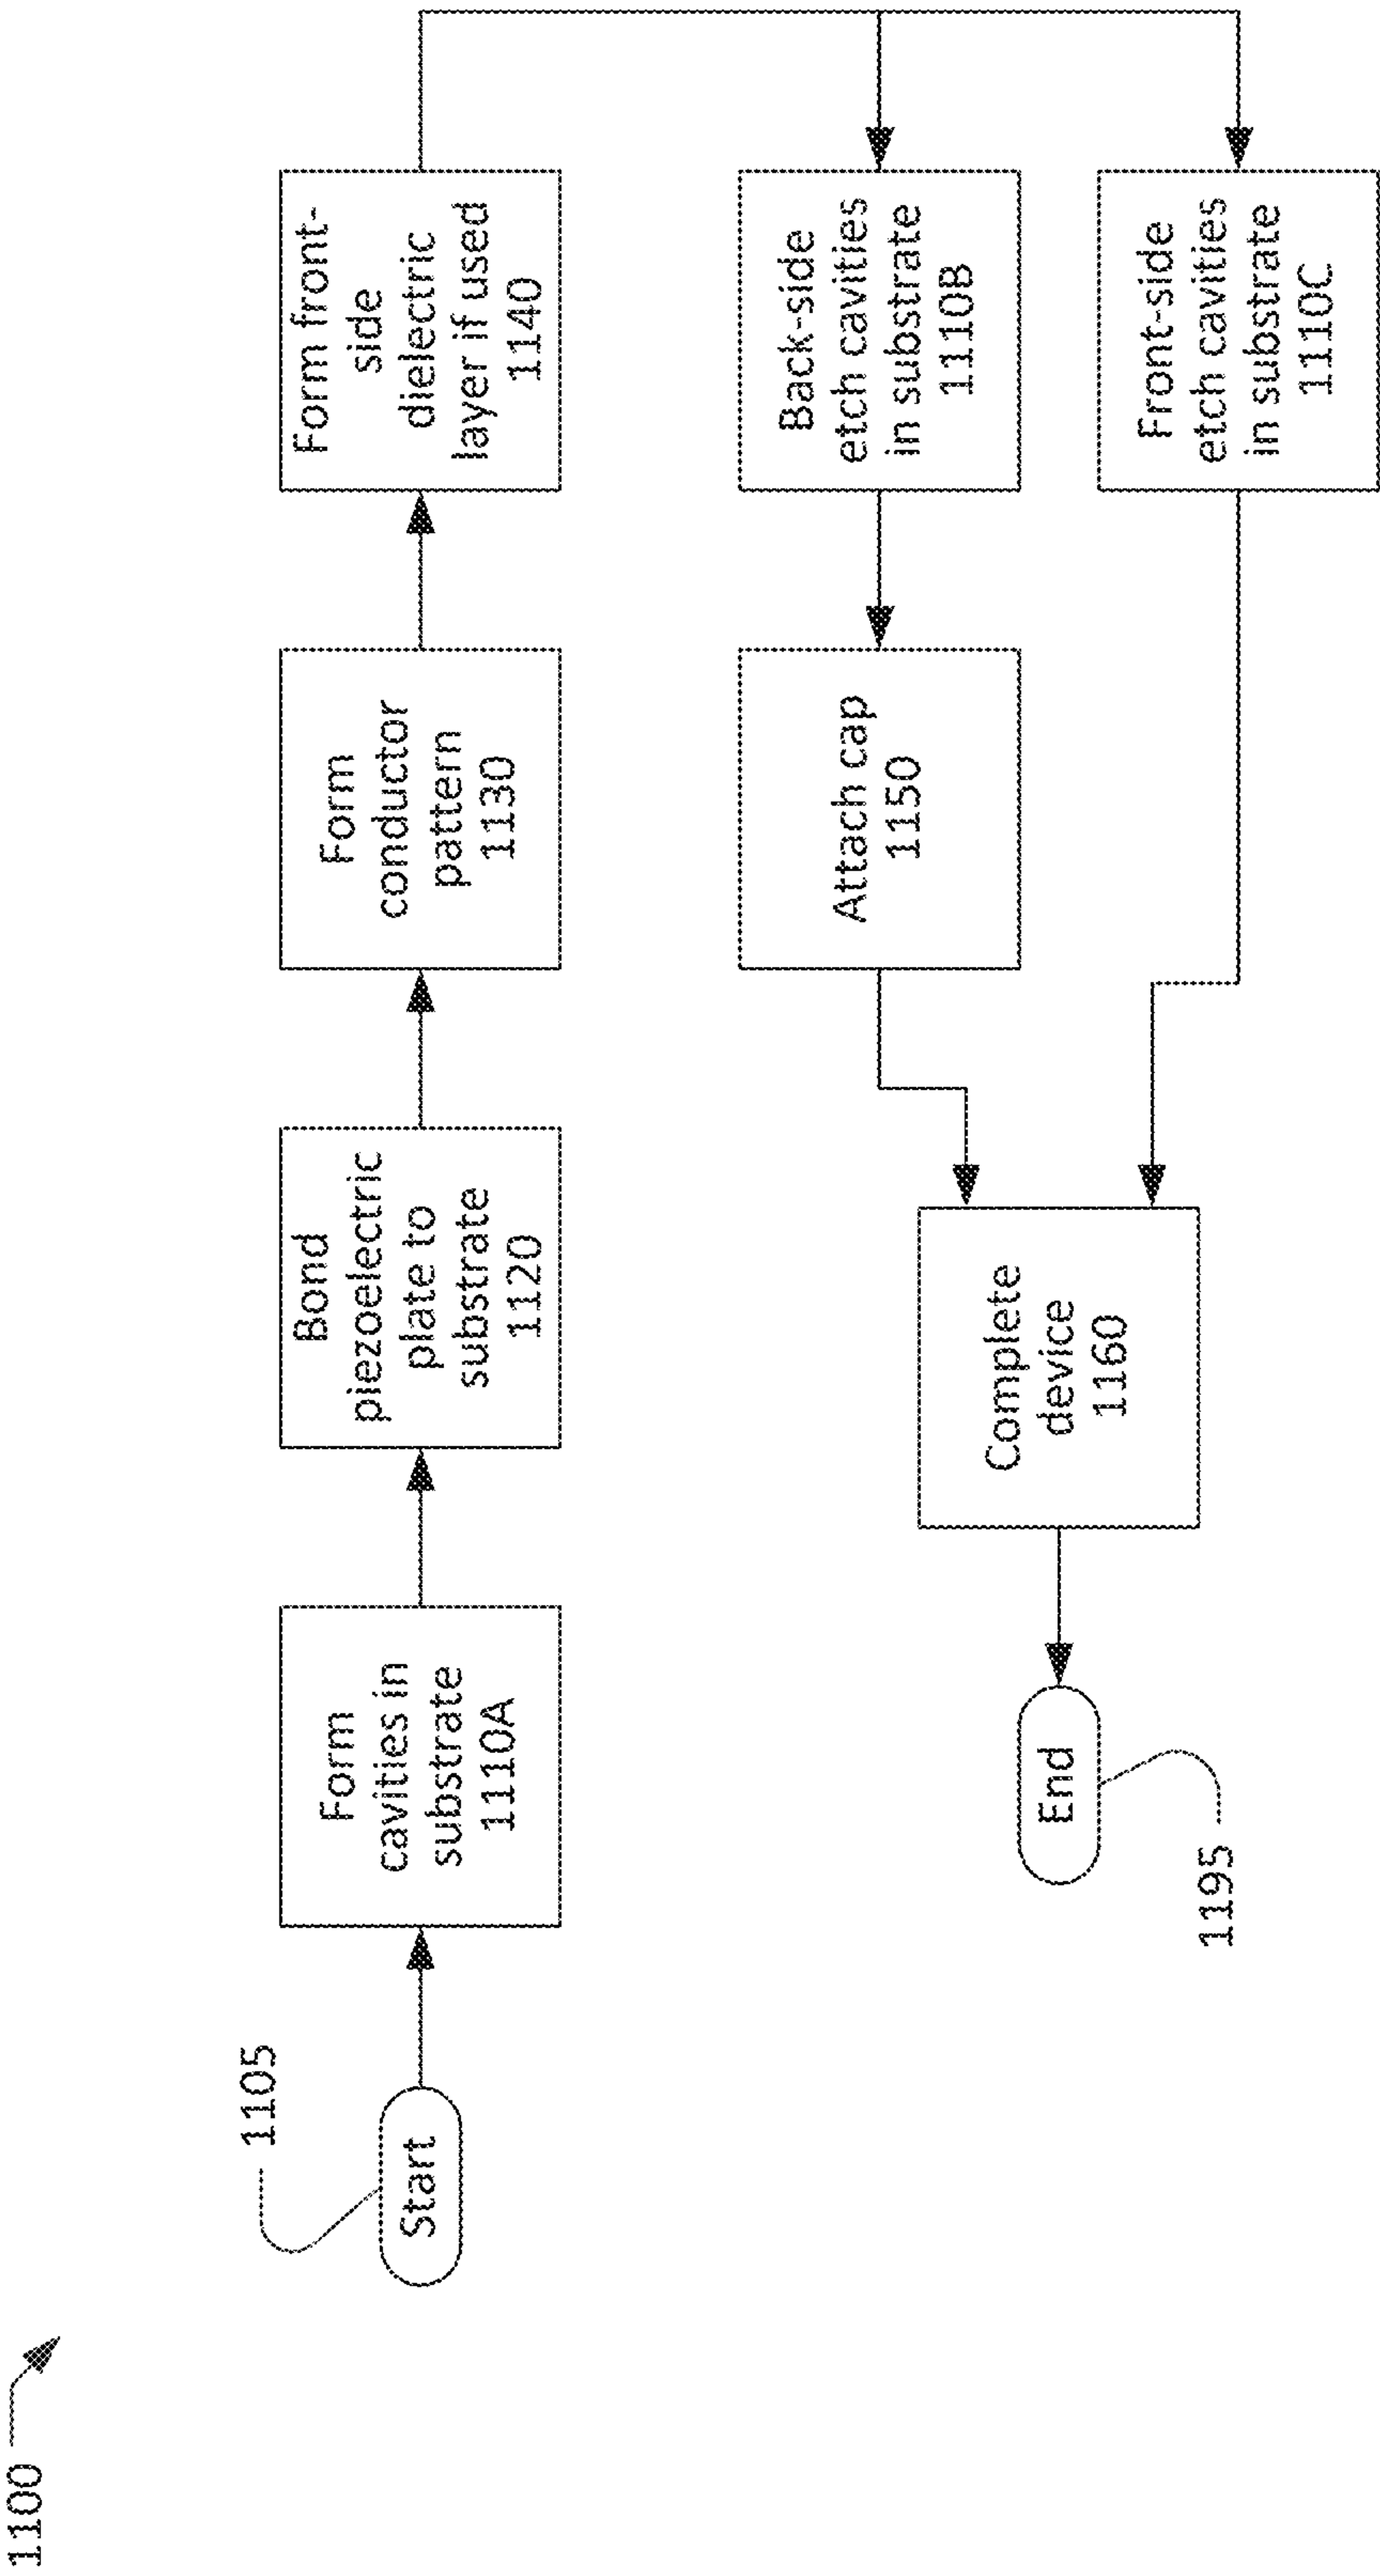 1100
1105
Start
Form
cavities in
substrate
1110A
Bond
piezoelectric
plate to
substrate
1120
Form
conductor
pattern
1130
Form front-
side
dielectric
layer if used
1140
Back-side
etch cavities
in substrate
1110B
Front-side
etch cavities
in substrate
1110C
Attach cap
1150
Complete
device
1160
End
1195